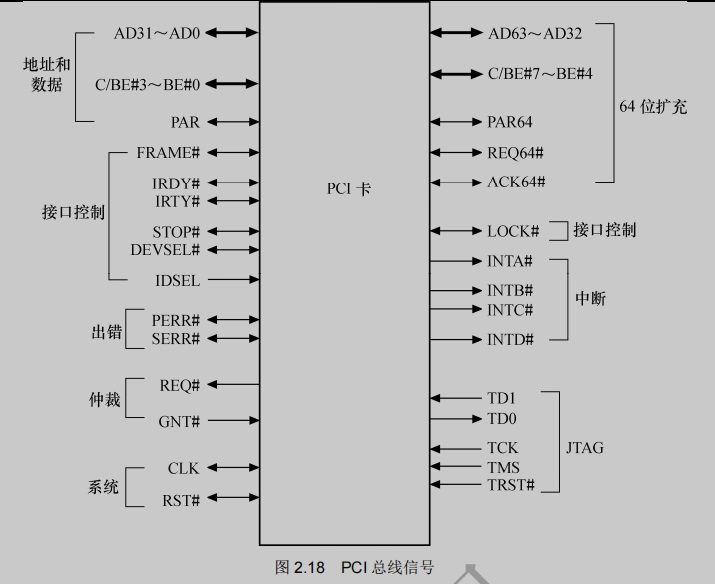 地址和
数据
AD31～AD0
C/BE#3～BE#0
PAR
接口控制
FRAME#
IRDY#
IRTY#
STOP#
DEVSEL#
IDSEL
出错
PERR#
SERR#
仲裁
REQ#
GNT#
系统
CLK
RST#
PCI 卡
AD63～AD32
C/BE#7～BE#4
PAR64
REQ64#
ACK64#
64 位扩充
LOCK#
接口控制
INTA#
INTB#
INTC#
INTD#
中断
TD1
TD0
TCK
TMS
TRST#
JTAG
图 2.18 PCI 总线信号